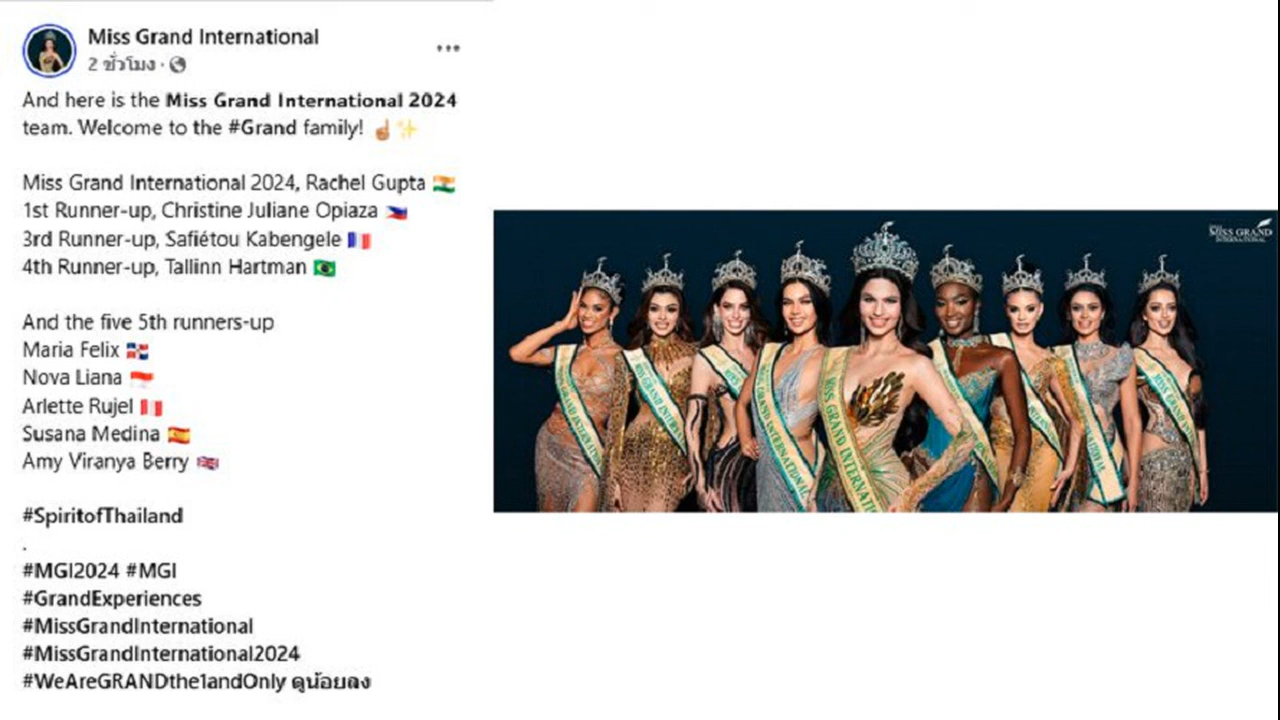 Miss Grand International
2 ชั่วโมง ·
And here is the Miss Grand International 2024
team. Welcome to the #Grand family! ☝🏽✨
Miss Grand International 2024, Rachel Gupta 🇮🇳
1st Runner-up, Christine Juliane Opiaza 🇵🇭
3rd Runner-up, Safiétou Kabengele 🇫🇷
4th Runner-up, Tallinn Hartman 🇧🇷
And the five 5th runners-up
Maria Felix 🇩🇴
Nova Liana 🇮🇩
Arlette Rujel 🇵🇪
Susana Medina 🇪🇸
Amy Viranya Berry 🇬🇧
#SpiritofThailand
.
#MGI2024 #MGI
#GrandExperiences
#MissGrandInternational
#MissGrandInternational2024
#WeAreGRANDthe1andOnly ดูน้อยลง
MISS GRAND
INTERNATIONAL
MISS GRAND INTERNATIONAL